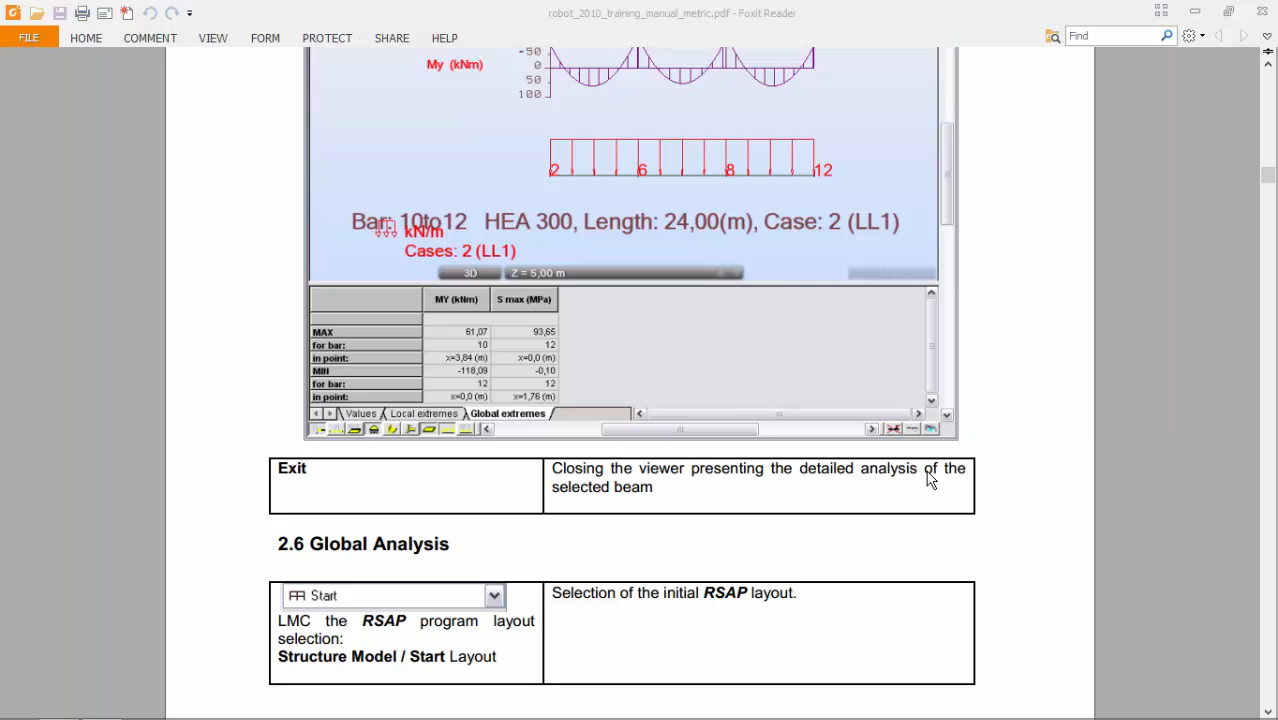 robot_2010_training_manual_metric.pdf - Foxit Reader
FILE HOME COMMENT VIEW FORM PROTECT SHARE HELP Find
-50
My (kNm) 0
50
100
2 6 8 12
Bar: 10to12 HEA 300, Length: 24,00(m), Case: 2 (LL1)
kN/m
Cases: 2 (LL1)
3D Z = 5,00 m
MY (kNm) S max (MPa)
MAX 61,07 93,65
for bar: 10 12
in point: x=3,84 (m) x=0,0 (m)
MIN -118,09 -0,10
for bar: 12 12
in point: x=0,0 (m) x=1,76 (m)
Values Local extremes Global extremes
Exit
Closing the viewer presenting the detailed analysis of the
selected beam
2.6 Global Analysis
Start
LMC the RSAP program layout
selection:
Structure Model / Start Layout
Selection of the initial RSAP layout.